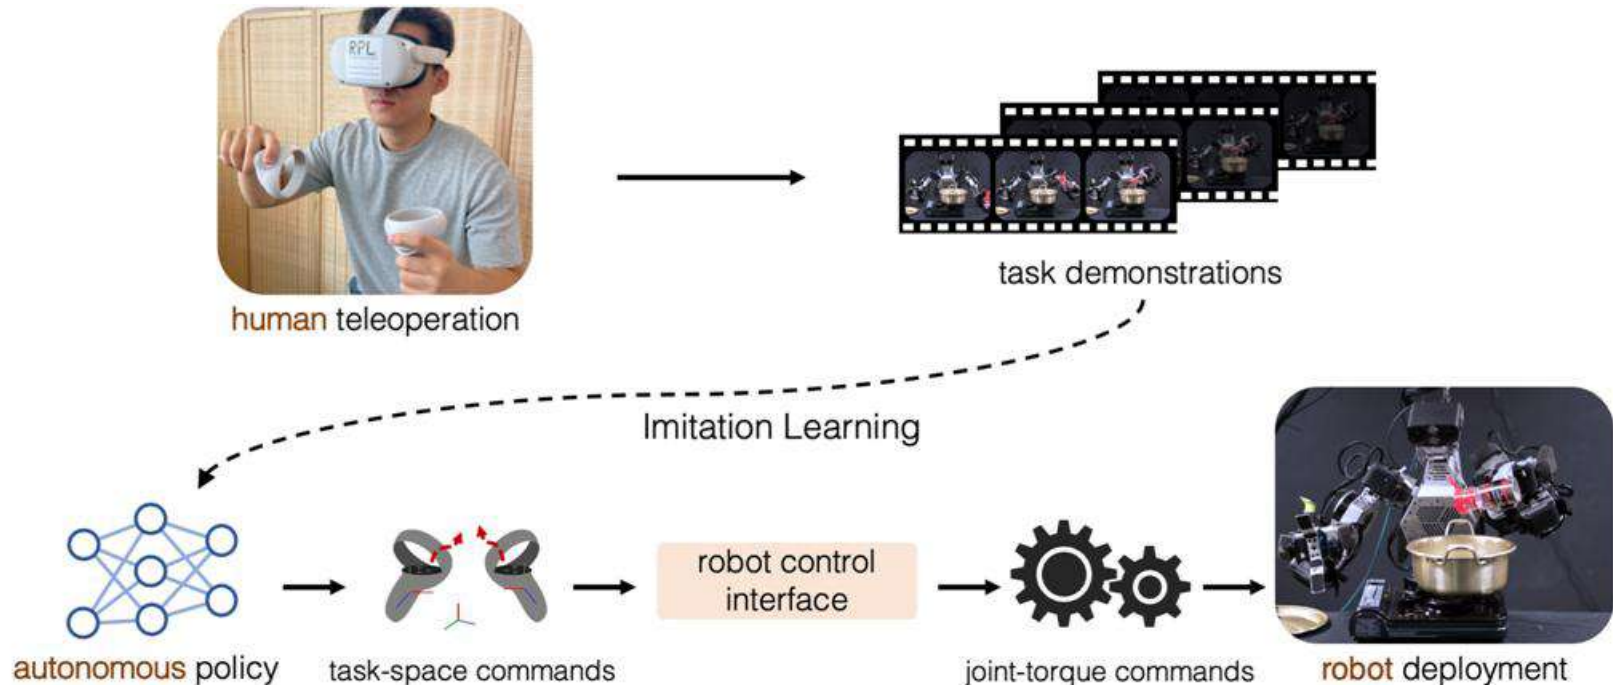 RPL
human teleoperation
task demonstrations
Imitation Learning
robot control
interface
autonomous policy
task-space commands
joint-torque commands
robot deployment